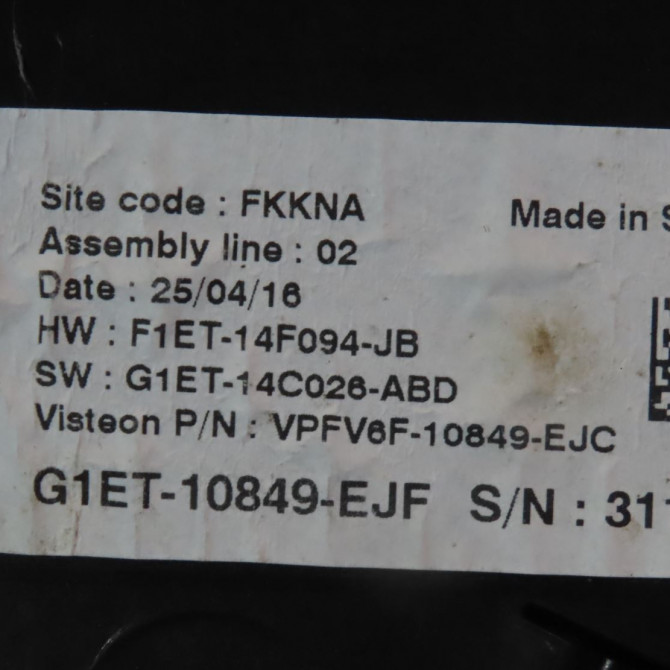 Site code : FKKNA
Made in
Assembly line : 02
Date : 25/04/16
HW : F1ET-14F094-JB
SW : G1ET-14C026-ABD
Visteon P/N : VPFV6F-10849-EJC
G1ET-10849-EJF S/N : 31